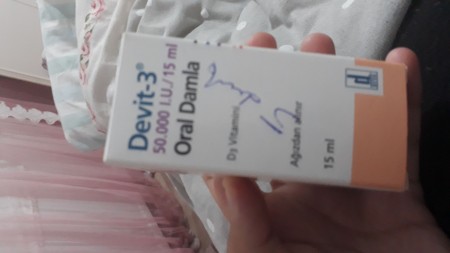 Devit-3®
50.000 I.U./15 ml
Oral Damla
D₃ Vitamini
Ağızdan alınır
15 ml